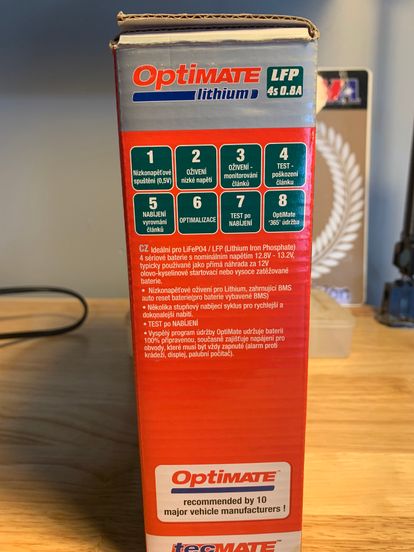 OptiMATE
lithium
LFP
4s 0.8A
1
Nízkonapěťové
spuštění (0,5V)
2
OŽIVENÍ
nízké napětí
3
OŽIVENÍ -
monitorování
článků
4
TEST -
poškození
článku
5
NABÍJENÍ
vyrovnání
článků
6
OPTIMALIZACE
7
TEST po
NABÍJENÍ
8
OptiMate
'365' údržba
CZ Ideální pro LiFePO4 / LFP (Lithium Iron Phosphate)
4 sériové baterie s nominálním napětím 12.8V - 13.2V,
typicky používané jako přímá náhrada za 12V
olovo-kyselinové startovací nebo vysoce zatěžované
baterie.
• Nízkonapěťové oživení pro Lithium, zahrnující BMS
auto reset baterie(pro baterie vybavené BMS)
• Několika stupňový nabíjecí syklus pro rychlejší a
dokonalejší nabití.
• TEST po NABÍJENÍ
• Vyspělý program údržby OptiMate udržuje baterii
100% připravenou, současně zajišťuje napájení pro
obvody, které musí být vždy zapnuté (alarm proti
krádeži, displej, palubní počítač).
OptiMATE
recommended by 10
major vehicle manufacturers !
tecMATE